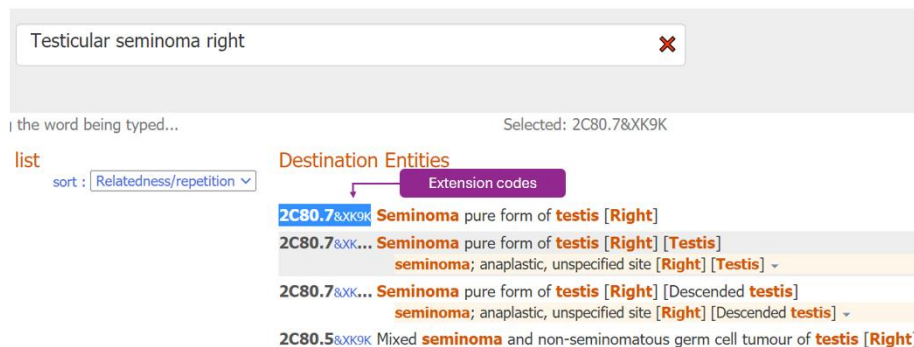 Testicular seminoma right
the word being typed...
Selected: 2C80.7&XK9K
list
sort : Relatedness/repetition
Destination Entities
Extension codes
2C80.7&XK9K Seminoma pure form of testis [Right]
2C80.7&XK... Seminoma pure form of testis [Right] [Testis]
seminoma; anaplastic, unspecified site [Right] [Testis]
2C80.7&XK... Seminoma pure form of testis [Right] [Descended testis]
seminoma; anaplastic, unspecified site [Right] [Descended testis]
2C80.5&XK9K Mixed seminoma and non-seminomatous germ cell tumour of testis [Right]